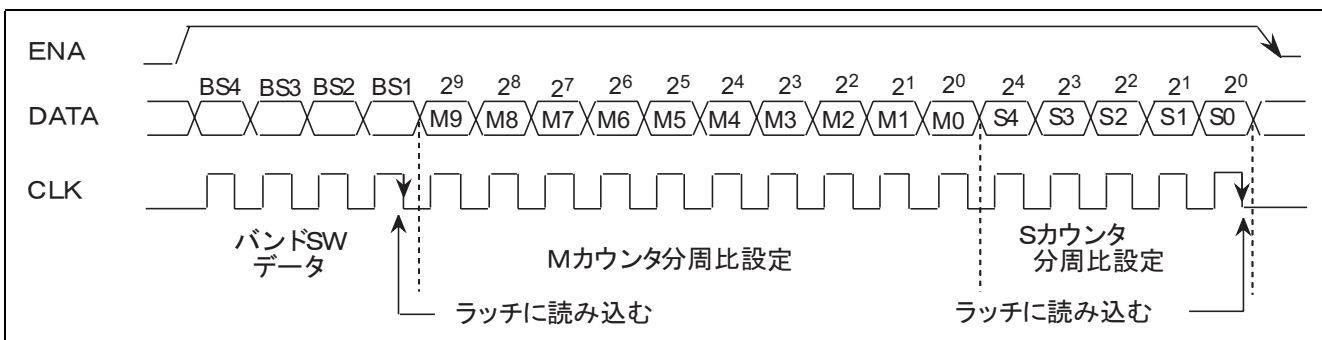 ENA
BS4 BS3 BS2 BS1 2⁹ 2⁸ 2⁷ 2⁶ 2⁵ 2⁴ 2³ 2² 2¹ 2⁰ 2⁴ 2³ 2² 2¹ 2⁰
DATA M9 M8 M7 M6 M5 M4 M3 M2 M1 M0 S4 S3 S2 S1 S0
CLK
バンドSW
データ
Mカウンタ分周比設定
Sカウンタ
分周比設定
ラッチに読み込む
ラッチに読み込む